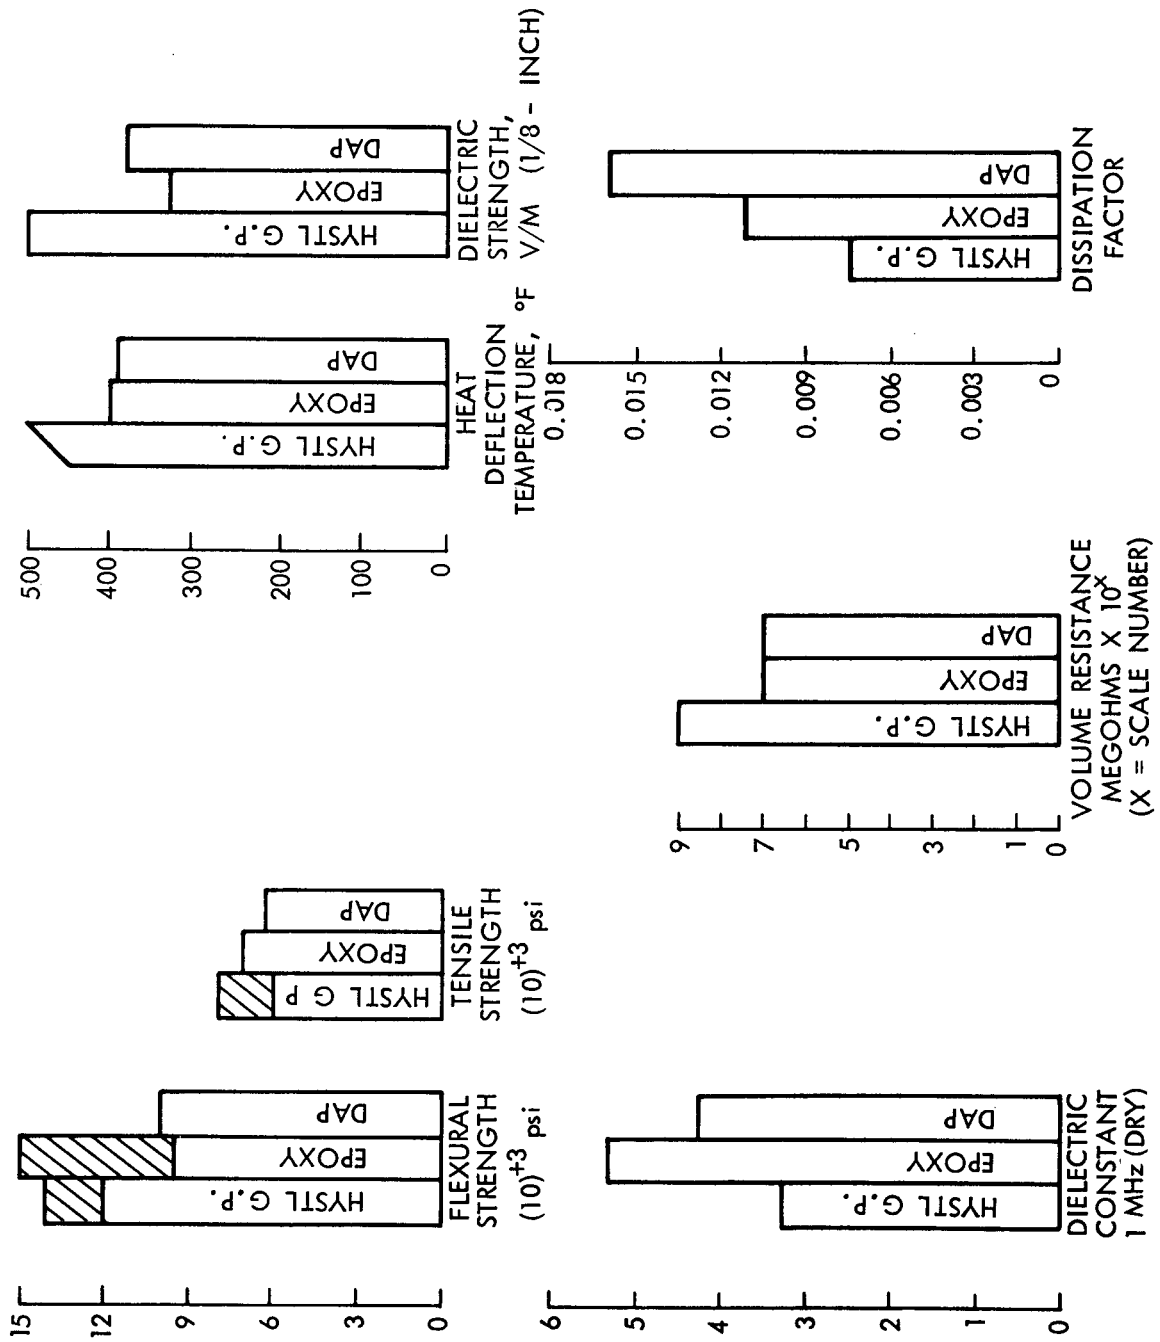 15
12
9
6
3
0
HYSTL G.P.
EPOXY
DAP
FLEXURAL
STRENGTH
(10)+3 psi
HYSTL G P
EPOXY
DAP
TENSILE
STRENGTH
(10)+3 psi
500
400
300
200
100
0
HYSTL G.P.
EPOXY
DAP
HEAT
DEFLECTION
TEMPERATURE, °F
HYSTL G.P.
EPOXY
DAP
DIELECTRIC
STRENGTH,
V/M (1/8 - INCH)
6
5
4
3
2
1
0
HYSTL G.P.
EPOXY
DAP
DIELECTRIC
CONSTANT
1 MHz (DRY)
9
7
5
3
1
0
HYSTL G.P.
EPOXY
DAP
VOLUME RESISTANCE
MEGOHMS X 10^X
(X = SCALE NUMBER)
0.018
0.015
0.012
0.009
0.006
0.003
0
HYSTL G.P.
EPOXY
DAP
DISSIPATION
FACTOR